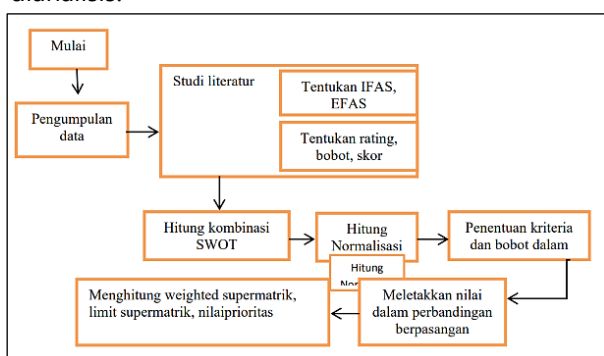 Mulai
Pengumpulan
data
Studi literatur
Tentukan IFAS,
EFAS
Tentukan rating,
bobot, skor
Hitung kombinasi
SWOT
Hitung
Normalisasi
Penentuan kriteria
dan bobot dalam
Hitung
Meletakkan nilai
dalam perbandingan
berpasangan
Menghitung weighted supermatrik,
limit supermatrik, nilaiprioritas